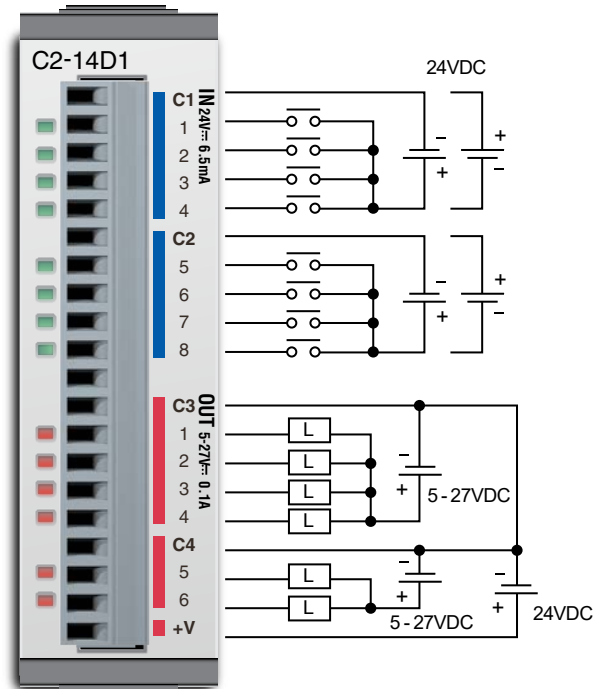 C2-14D1
24VDC
C1
IN 24V⎓ 6.5mA
1
2
3
4
- +
+ -
C2
5
6
7
8
- +
+ -
C3
OUT 5-27V⎓ 0.1A
1 L
2 L
3 L
4 L
- +
5-27VDC
C4
5 L
6 L
- +
5-27VDC
- +
24VDC
+V